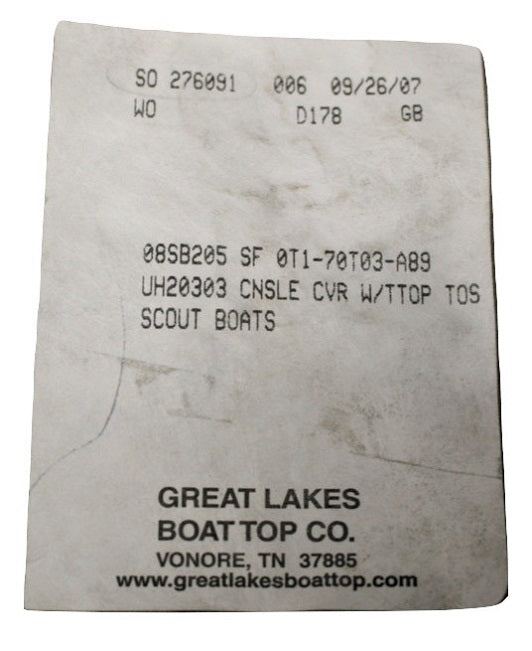 SO 276091 006 09/26/07
WO D178 GB
08SB205 SF 0T1-70T03-A89
UH20303 CNSLE CVR W/TTOP TOS
SCOUT BOATS
GREAT LAKES
BOAT TOP CO.
VONORE, TN 37885
www.greatlakesboattop.com